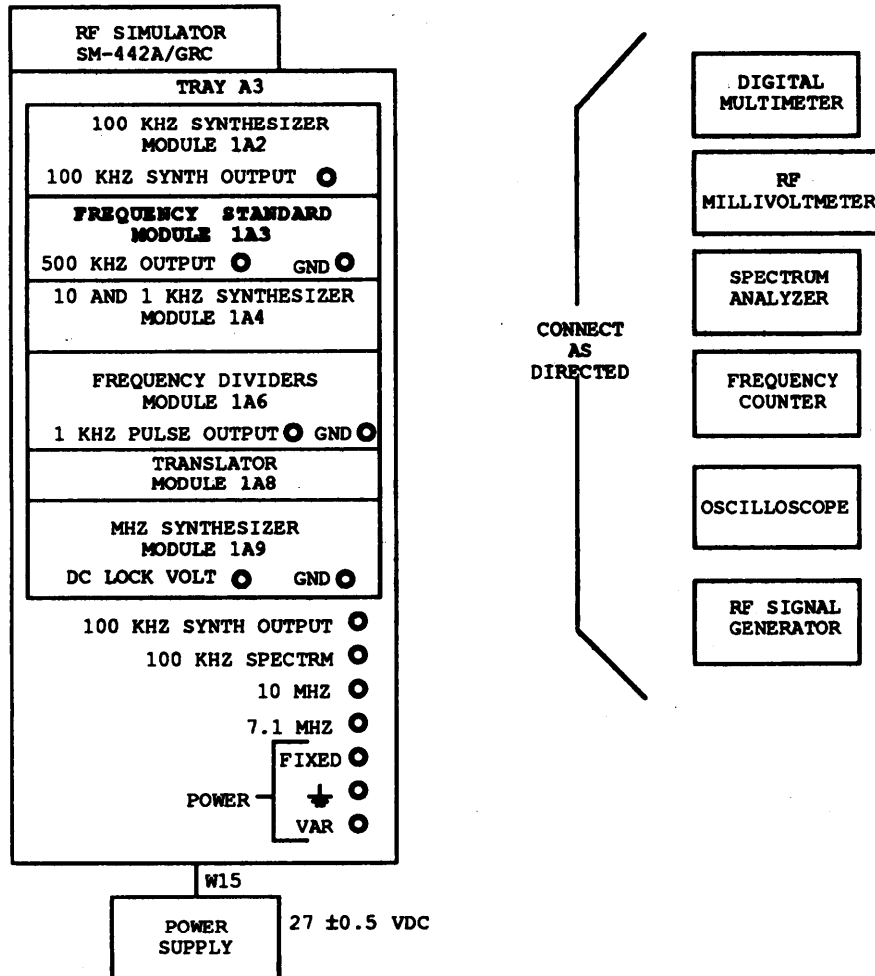 RF SIMULATOR
SM-442A/GRC
TRAY A3
100 KHZ SYNTHESIZER
MODULE 1A2
100 KHZ SYNTH OUTPUT
FREQUENCY STANDARD
MODULE 1A3
500 KHZ OUTPUT GND
10 AND 1 KHZ SYNTHESIZER
MODULE 1A4
FREQUENCY DIVIDERS
MODULE 1A6
1 KHZ PULSE OUTPUT GND
TRANSLATOR
MODULE 1A8
MHZ SYNTHESIZER
MODULE 1A9
DC LOCK VOLT GND
100 KHZ SYNTH OUTPUT
100 KHZ SPECTRM
10 MHZ
7.1 MHZ
FIXED
POWER
VAR
W15
POWER
SUPPLY
27 ±0.5 VDC
CONNECT
AS
DIRECTED
DIGITAL
MULTIMETER
RF
MILLIVOLTMETER
SPECTRUM
ANALYZER
FREQUENCY
COUNTER
OSCILLOSCOPE
RF SIGNAL
GENERATOR